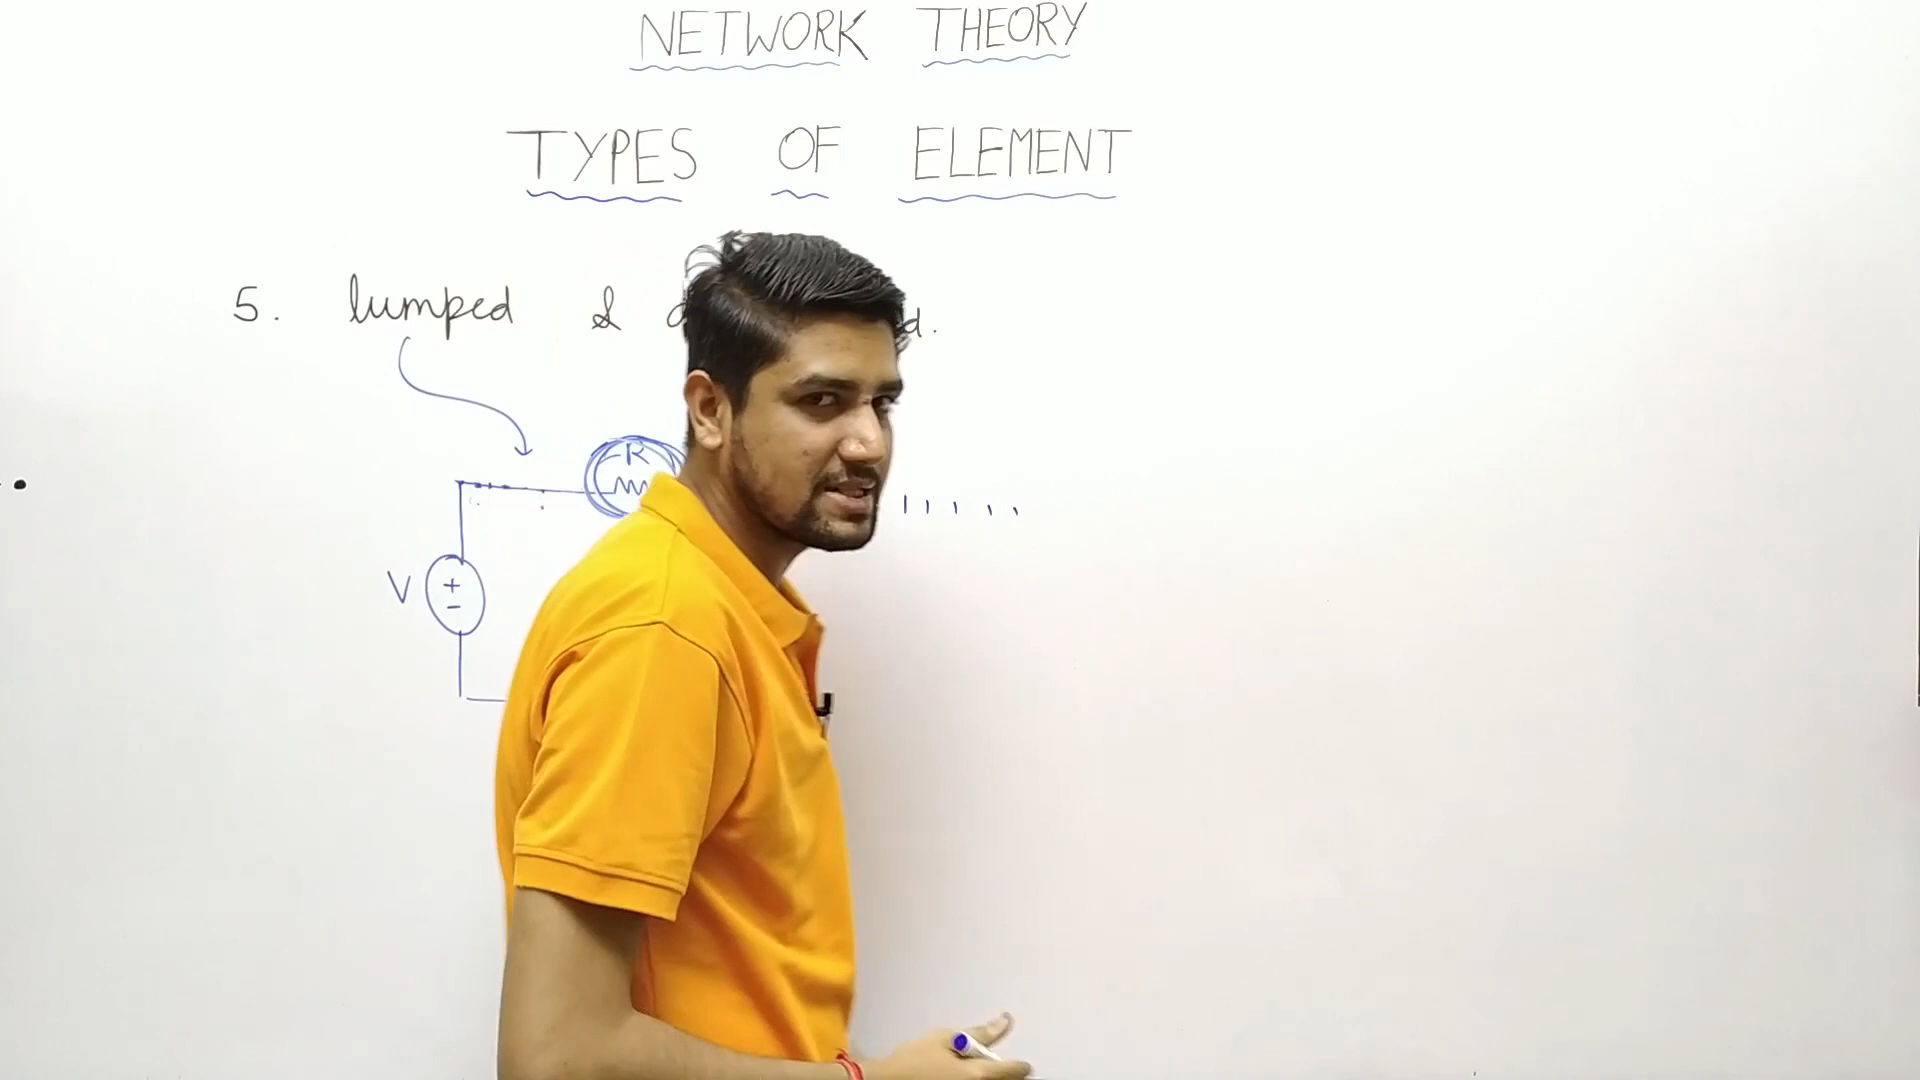 NETWORK THEORY
TYPES OF ELEMENT
5. lumped &
R
V
+
-